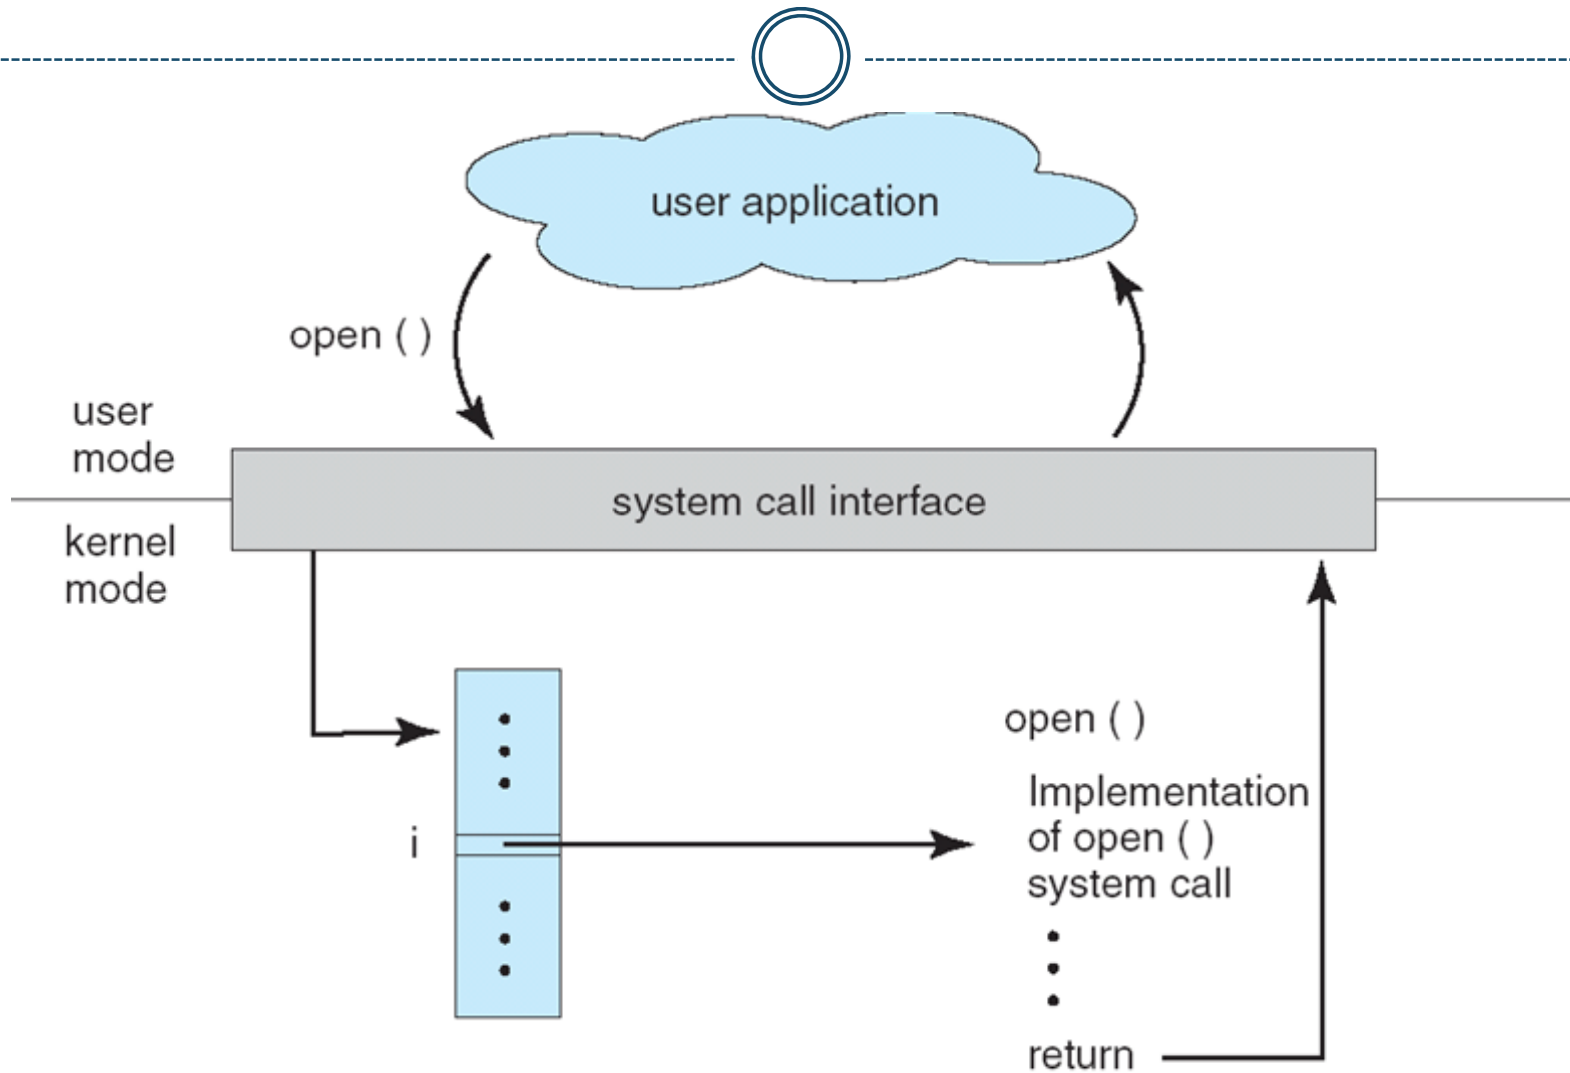 user application
open ( )
user
mode
system call interface
kernel
mode
open ( )
Implementation
of open ( )
system call
i
return